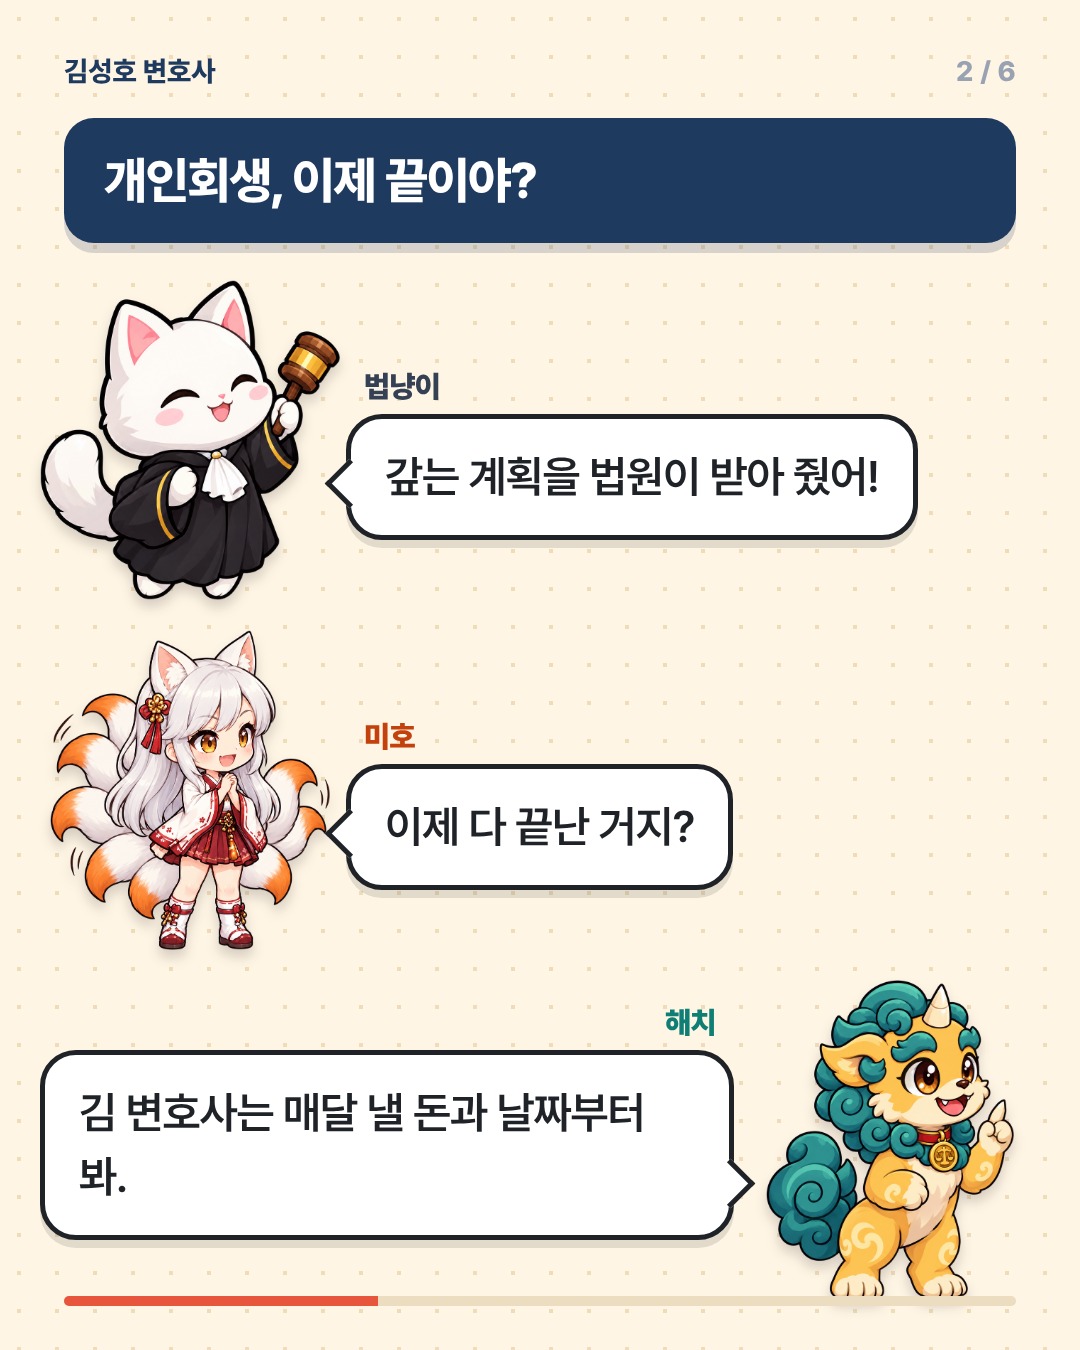 김성호 변호사
2 / 6
개인회생, 이제 끝이야?
법냥이
갚는 계획을 법원이 받아 줬어!
미호
이제 다 끝난 거지?
해치
김 변호사는 매달 낼 돈과 날짜부터
봐.